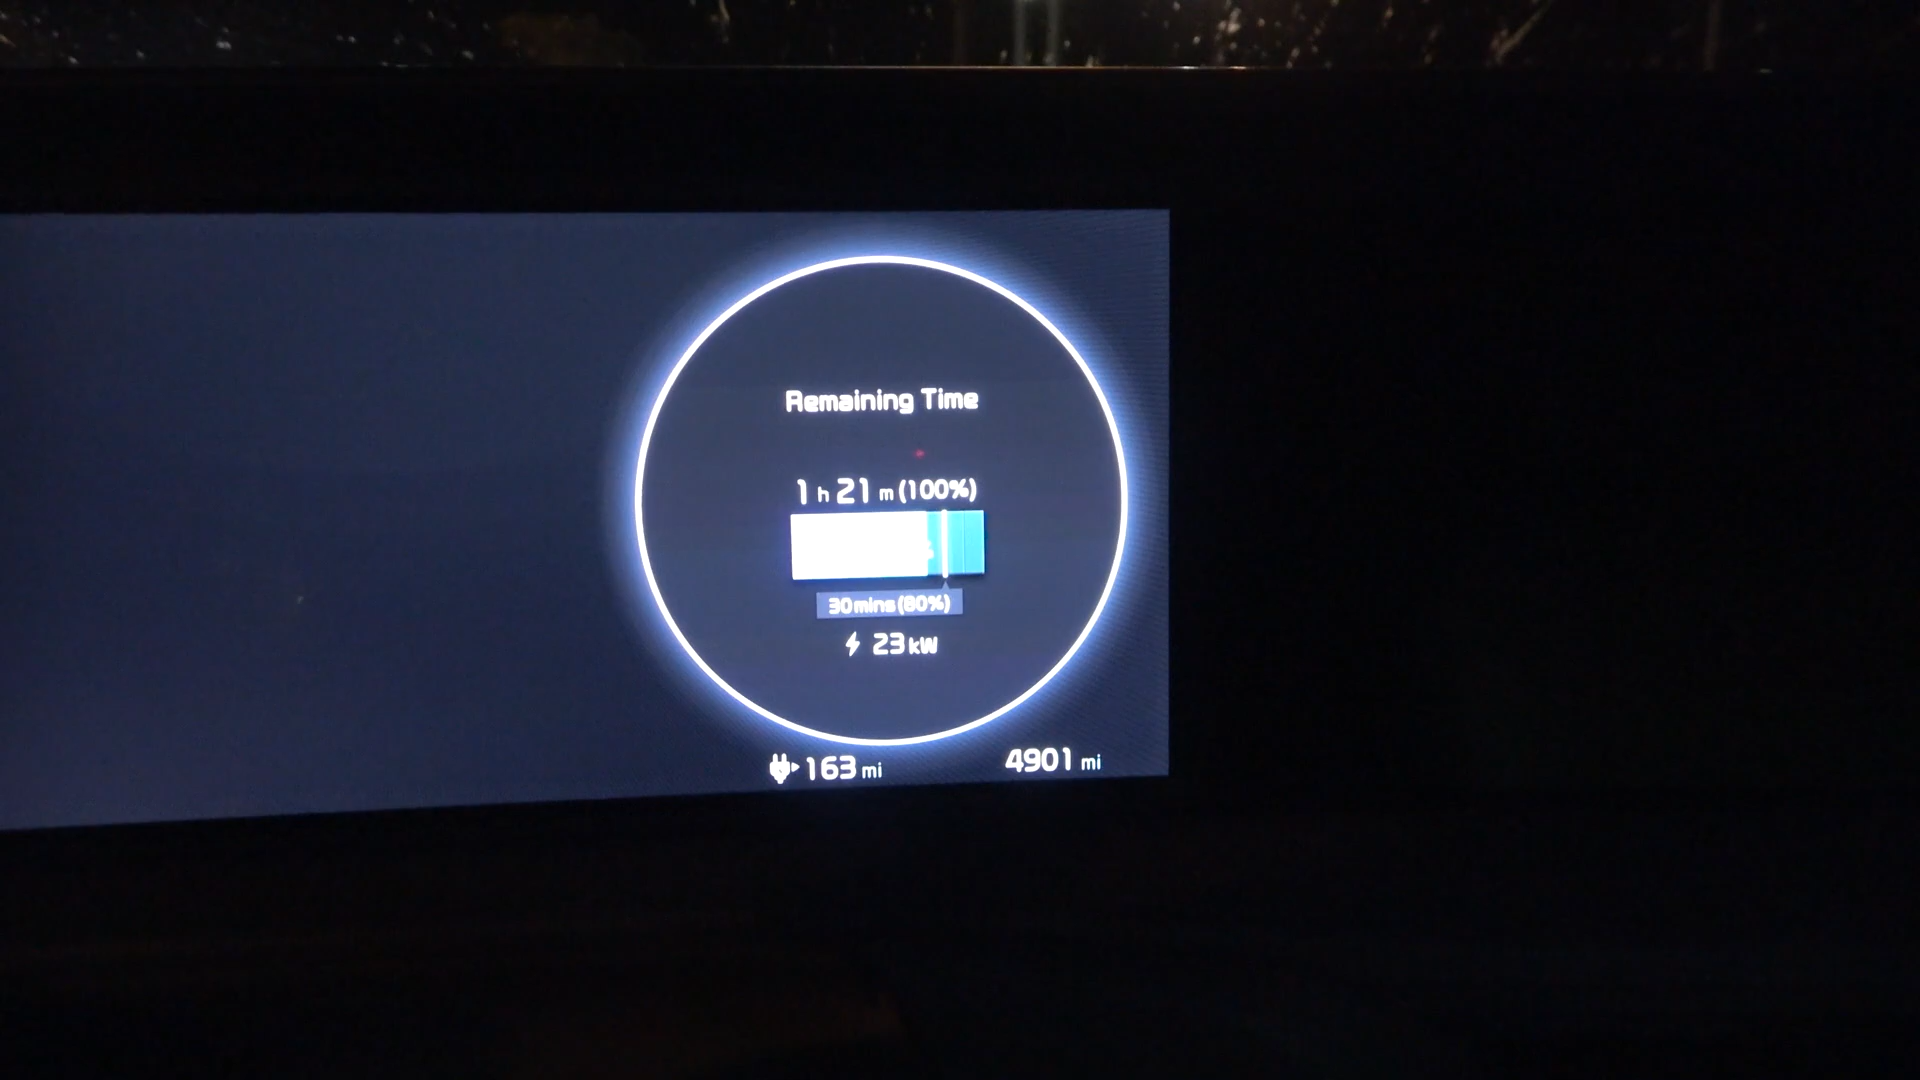 Remaining Time
1 h 21 m (100%)
30 mins (80%)
23 kW
163 mi
4901 mi